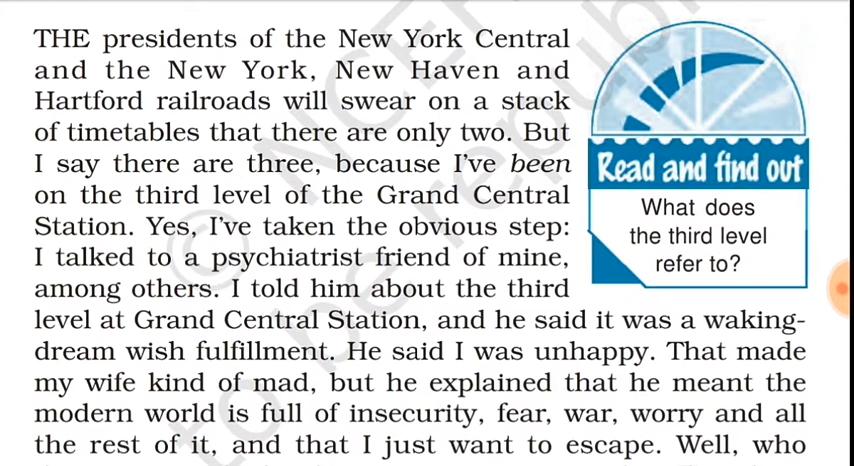 THE presidents of the New York Central
and the New York, New Haven and
Hartford railroads will swear on a stack
of timetables that there are only two. But
I say there are three, because I've been
on the third level of the Grand Central
Station. Yes, I've taken the obvious step:
I talked to a psychiatrist friend of mine,
among others. I told him about the third
level at Grand Central Station, and he said it was a waking-
dream wish fulfillment. He said I was unhappy. That made
my wife kind of mad, but he explained that he meant the
modern world is full of insecurity, fear, war, worry and all
the rest of it, and that I just want to escape. Well, who
Read and find out
What does
the third level
refer to?
© NCE
to be republ